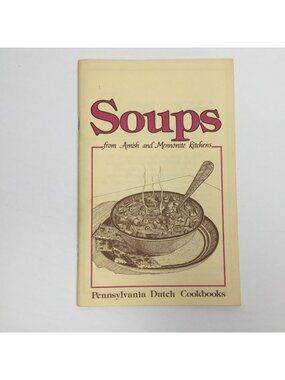 Soups
from Amish and Mennonite kitchens
Pennsylvania Dutch Cookbooks